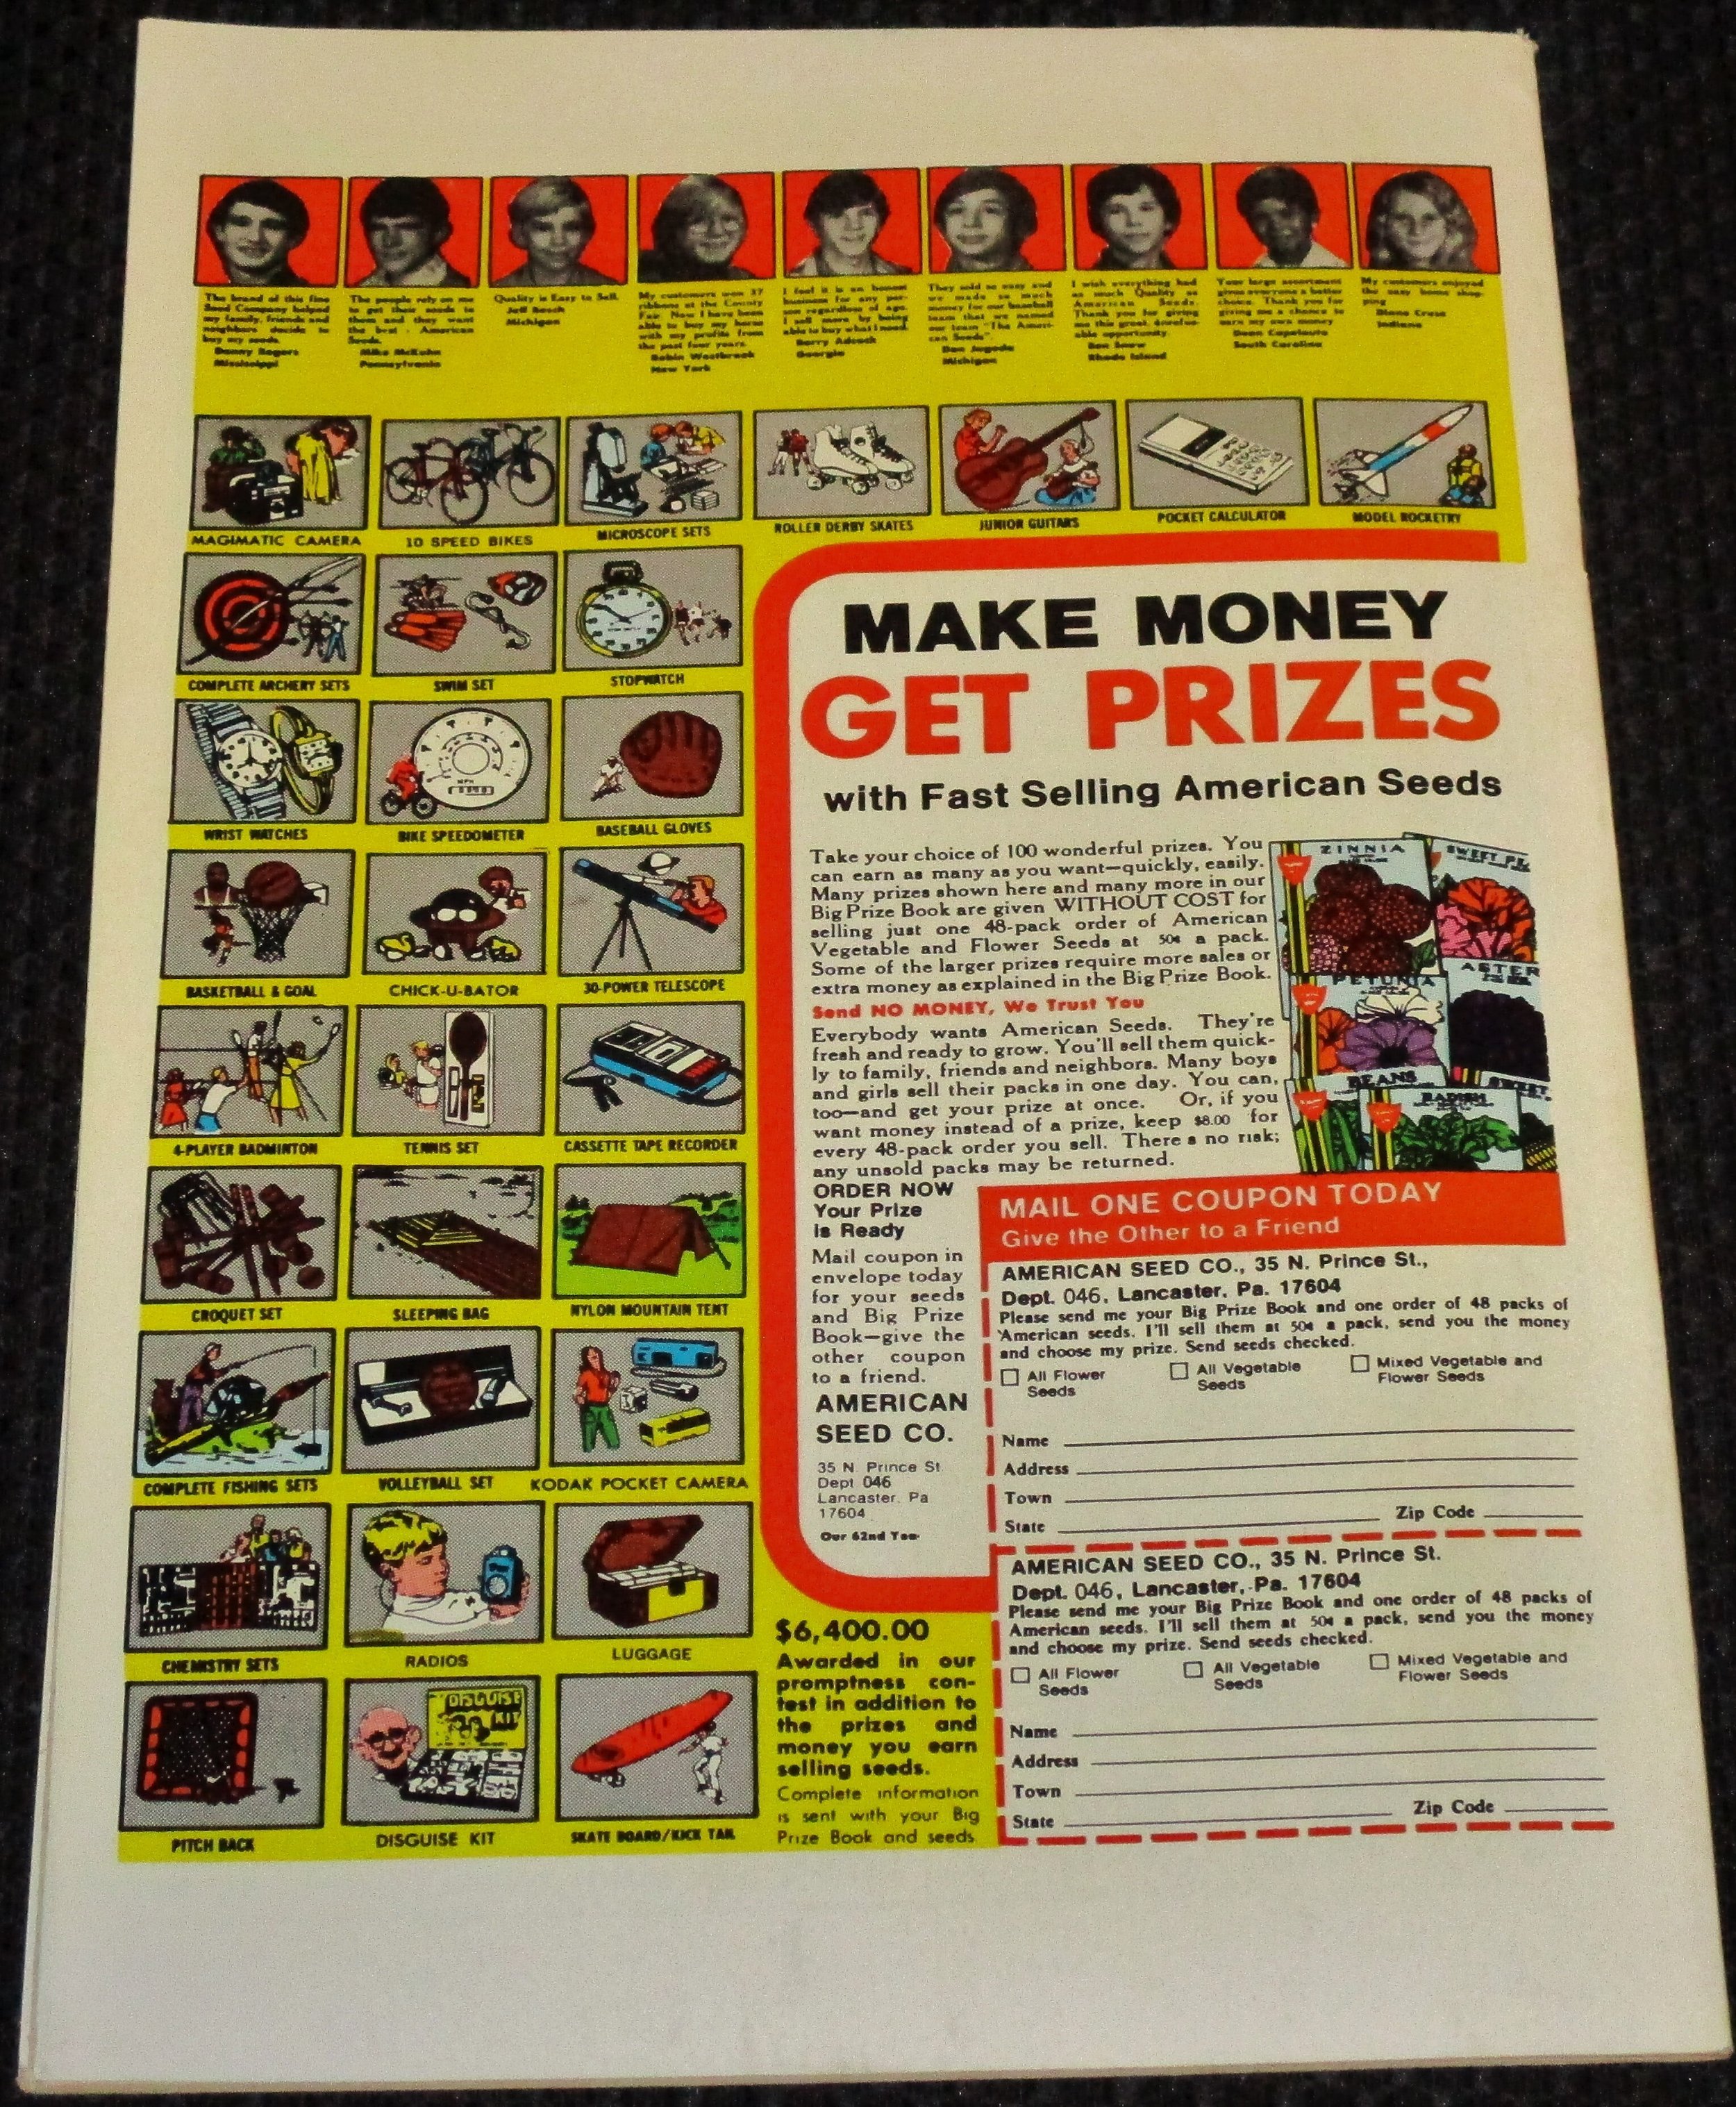 The brand of this fine
Seed Company helped
my family, friends and
neighbors decide to
buy my seeds.
Danny Rogers
Mississippi
The people rely on me
to get their seeds to
them and they want
the best - American
Seeds.
Mike McKuhn
Pennsylvania
Quality is Easy to Sell.
Jeff Bosch
Michigan
My customers won 37
ribbons at the County
Fair. Now I have been
able to buy my horse
with my profits from
the past four years.
Robin Westbrook
New York
I feel it is an honest
business for any per-
son regardless of age.
I sell more by being
able to buy what I need.
Barry Adcock
Georgia
They sold so easy and
we made so much
money for our baseball
team that we named
our team "The Ameri-
can Seeds".
Dan Jagoda
Michigan
I wish everything had
as much Quality as
American Seeds.
Thank you for giving
me this great, profit-
able opportunity.
Ron Snow
Rhode Island
Your large assortment
gives everyone a better
choice. Thank you for
giving me a chance to
earn my own money
South Carolina
My customers enjoyed
the easy home shop-
ping
Diane Cruse
Indiana
MAGIMATIC CAMERA
10 SPEED BIKES
MICROSCOPE SETS
ROLLER DERBY SKATES
JUNIOR GUITARS
POCKET CALCULATOR
MODEL ROCKETRY
COMPLETE ARCHERY SETS
SWIM SET
STOPWATCH
WRIST WATCHES
MPH
BIKE SPEEDOMETER
BASEBALL GLOVES
BASKETBALL & GOAL
CHICK-U-BATOR
30-POWER TELESCOPE
4-PLAYER BADMINTON
TENNIS SET
CASSETTE TAPE RECORDER
CROQUET SET
SLEEPING BAG
NYLON MOUNTAIN TENT
COMPLETE FISHING SETS
VOLLEYBALL SET
KODAK POCKET CAMERA
CHEMISTRY SETS
RADIOS
LUGGAGE
PITCH BACK
DISGUISE
KIT
DISGUISE KIT
SKATE BOARD/KICK TAIL
MAKE MONEY
GET PRIZES
with Fast Selling American Seeds
Take your choice of 100 wonderful prizes. You
can earn as many as you want—quickly, easily.
Many prizes shown here and many more in our
Big Prize Book are given WITHOUT COST for
selling just one 48-pack order of American
Vegetable and Flower Seeds at 50¢ a pack.
Some of the larger prizes require more sales or
extra money as explained in the Big Prize Book.
Send NO MONEY, We Trust You
Everybody wants American Seeds. They're
fresh and ready to grow. You'll sell them quick-
ly to family, friends and neighbors. Many boys
and girls sell their packs in one day. You can,
too—and get your prize at once. Or, if you
want money instead of a prize, keep $8.00 for
every 48-pack order you sell. There's no risk;
any unsold packs may be returned.
ZINNIA
SWEET PE
PETUNIA
ASTER
BEANS
RADISH
SWEET
ORDER NOW
Your Prize
is Ready
Mail coupon in
envelope today
for your seeds
and Big Prize
Book—give the
other coupon
to a friend.
AMERICAN
SEED CO.
35 N. Prince St
Dept 046
Lancaster, Pa
17604
Our 62nd Year
$6,400.00
Awarded in our
promptness con-
test in addition to
the prizes and
money you earn
selling seeds.
Complete information
is sent with your Big
Prize Book and seeds.
MAIL ONE COUPON TODAY
Give the Other to a Friend
AMERICAN SEED CO., 35 N. Prince St.,
Dept. 046, Lancaster, Pa. 17604
Please send me your Big Prize Book and one order of 48 packs of
American seeds. I'll sell them at 50¢ a pack, send you the money
and choose my prize. Send seeds checked.
All Flower Seeds
All Vegetable Seeds
Mixed Vegetable and Flower Seeds
Name
Address
Town
State Zip Code
AMERICAN SEED CO., 35 N. Prince St.
Dept. 046, Lancaster, Pa. 17604
Please send me your Big Prize Book and one order of 48 packs of
American seeds. I'll sell them at 50¢ a pack, send you the money
and choose my prize. Send seeds checked.
All Flower Seeds
All Vegetable Seeds
Mixed Vegetable and Flower Seeds
Name
Address
Town
State Zip Code